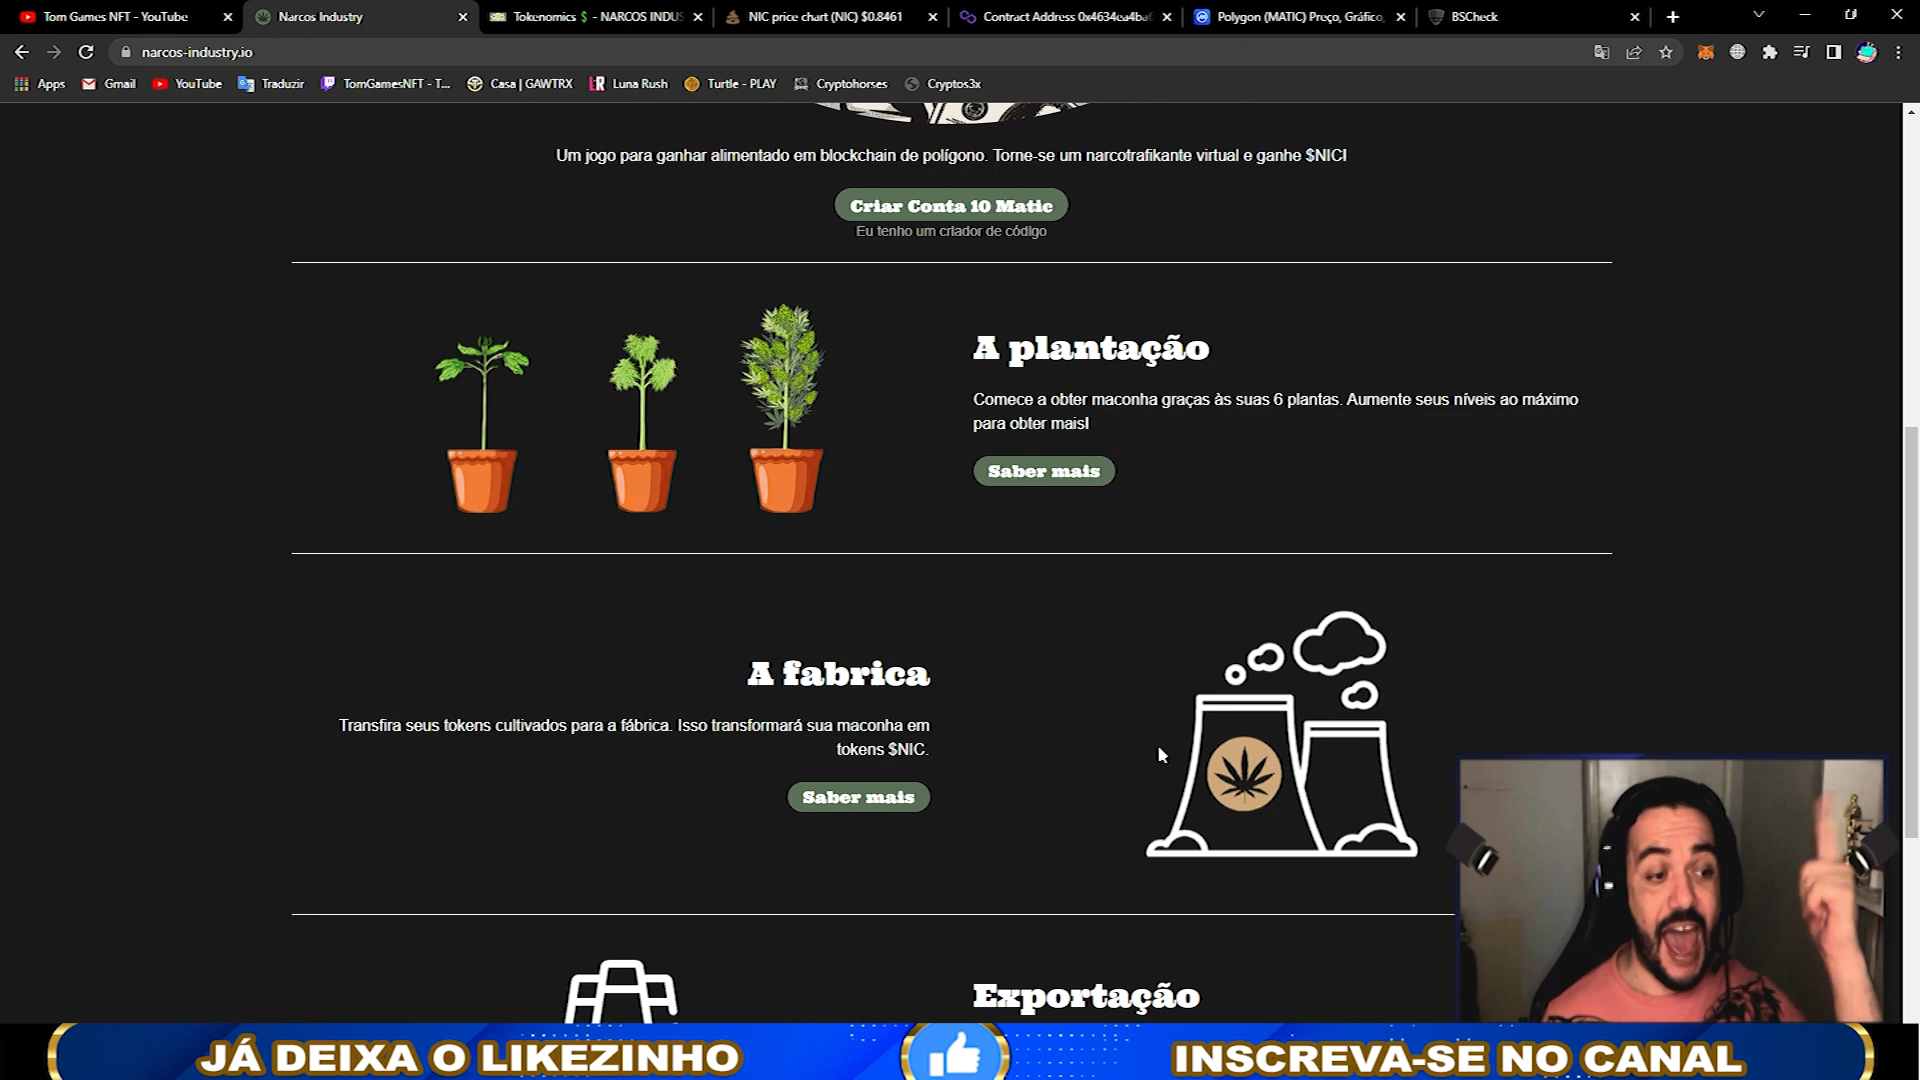 Tom Games NFT - YouTube
Narcos Industry
Tokenomics $ - NARCOS INDUS
NIC price chart (NIC) $0.8461
Contract Address 0x4634ea4ba
Polygon (MATIC) Preço, Gráfico,
BSCheck
narcos-industry.io
Apps
Gmail
YouTube
Traduzir
TomGamesNFT - T...
Casa | GAWTRX
Luna Rush
Turtle - PLAY
Cryptohorses
Cryptos3x
Um jogo para ganhar alimentado em blockchain de polígono. Torne-se um narcotrafikante virtual e ganhe $NIC!
Criar Conta 10 Matic
Eu tenho um criador de código
A plantação
Comece a obter maconha graças às suas 6 plantas. Aumente seus níveis ao máximo
para obter mais!
Saber mais
A fabrica
Transfira seus tokens cultivados para a fábrica. Isso transformará sua maconha em
tokens $NIC.
Saber mais
Exportação
JÁ DEIXA O LIKEZINHO
INSCREVA-SE NO CANAL